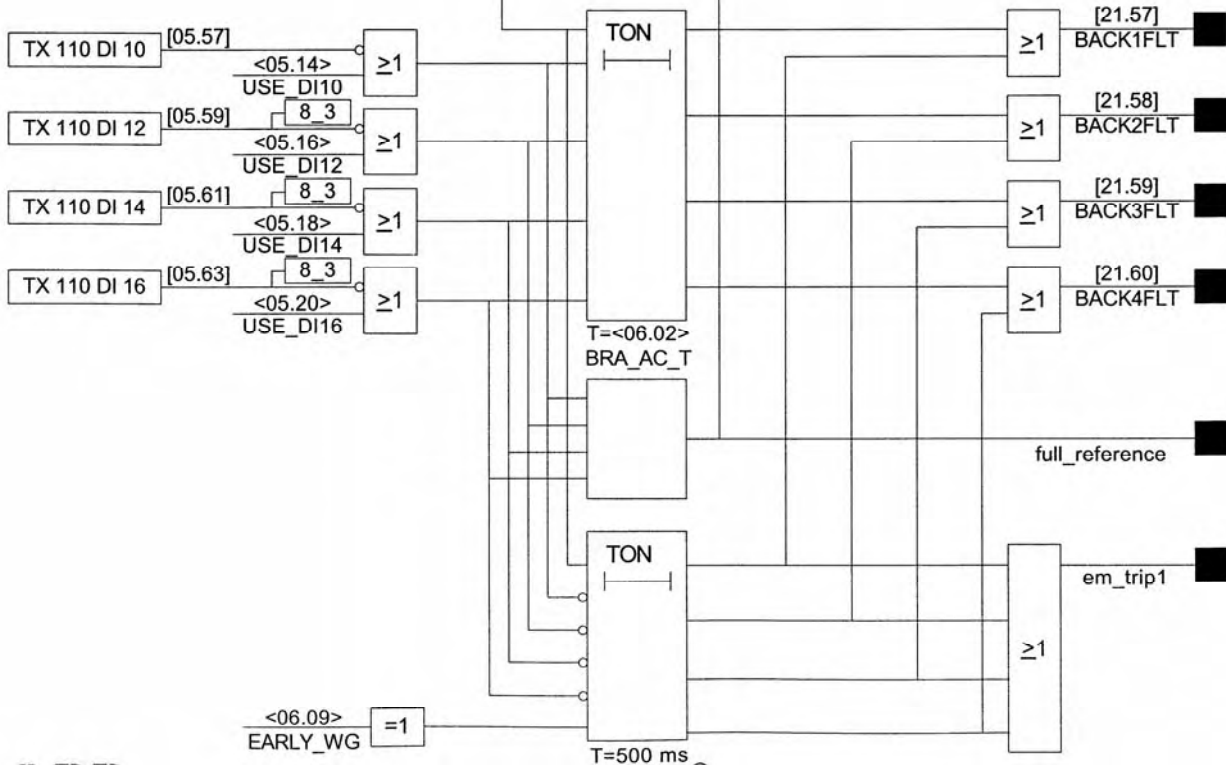 TX 110 DI 10
[05.57]
<05.14>
USE_DI10
≥1
TX 110 DI 12
[05.59]
8_3
<05.16>
USE_DI12
≥1
TX 110 DI 14
[05.61]
8_3
<05.18>
USE_DI14
≥1
TX 110 DI 16
[05.63]
8_3
<05.20>
USE_DI16
≥1
TON
T=<06.02>
BRA_AC_T
≥1
[21.57]
BACK1FLT
≥1
[21.58]
BACK2FLT
≥1
[21.59]
BACK3FLT
≥1
[21.60]
BACK4FLT
full_reference
TON
T=500 ms
<06.09>
EARLY_WG
=1
≥1
em_trip1